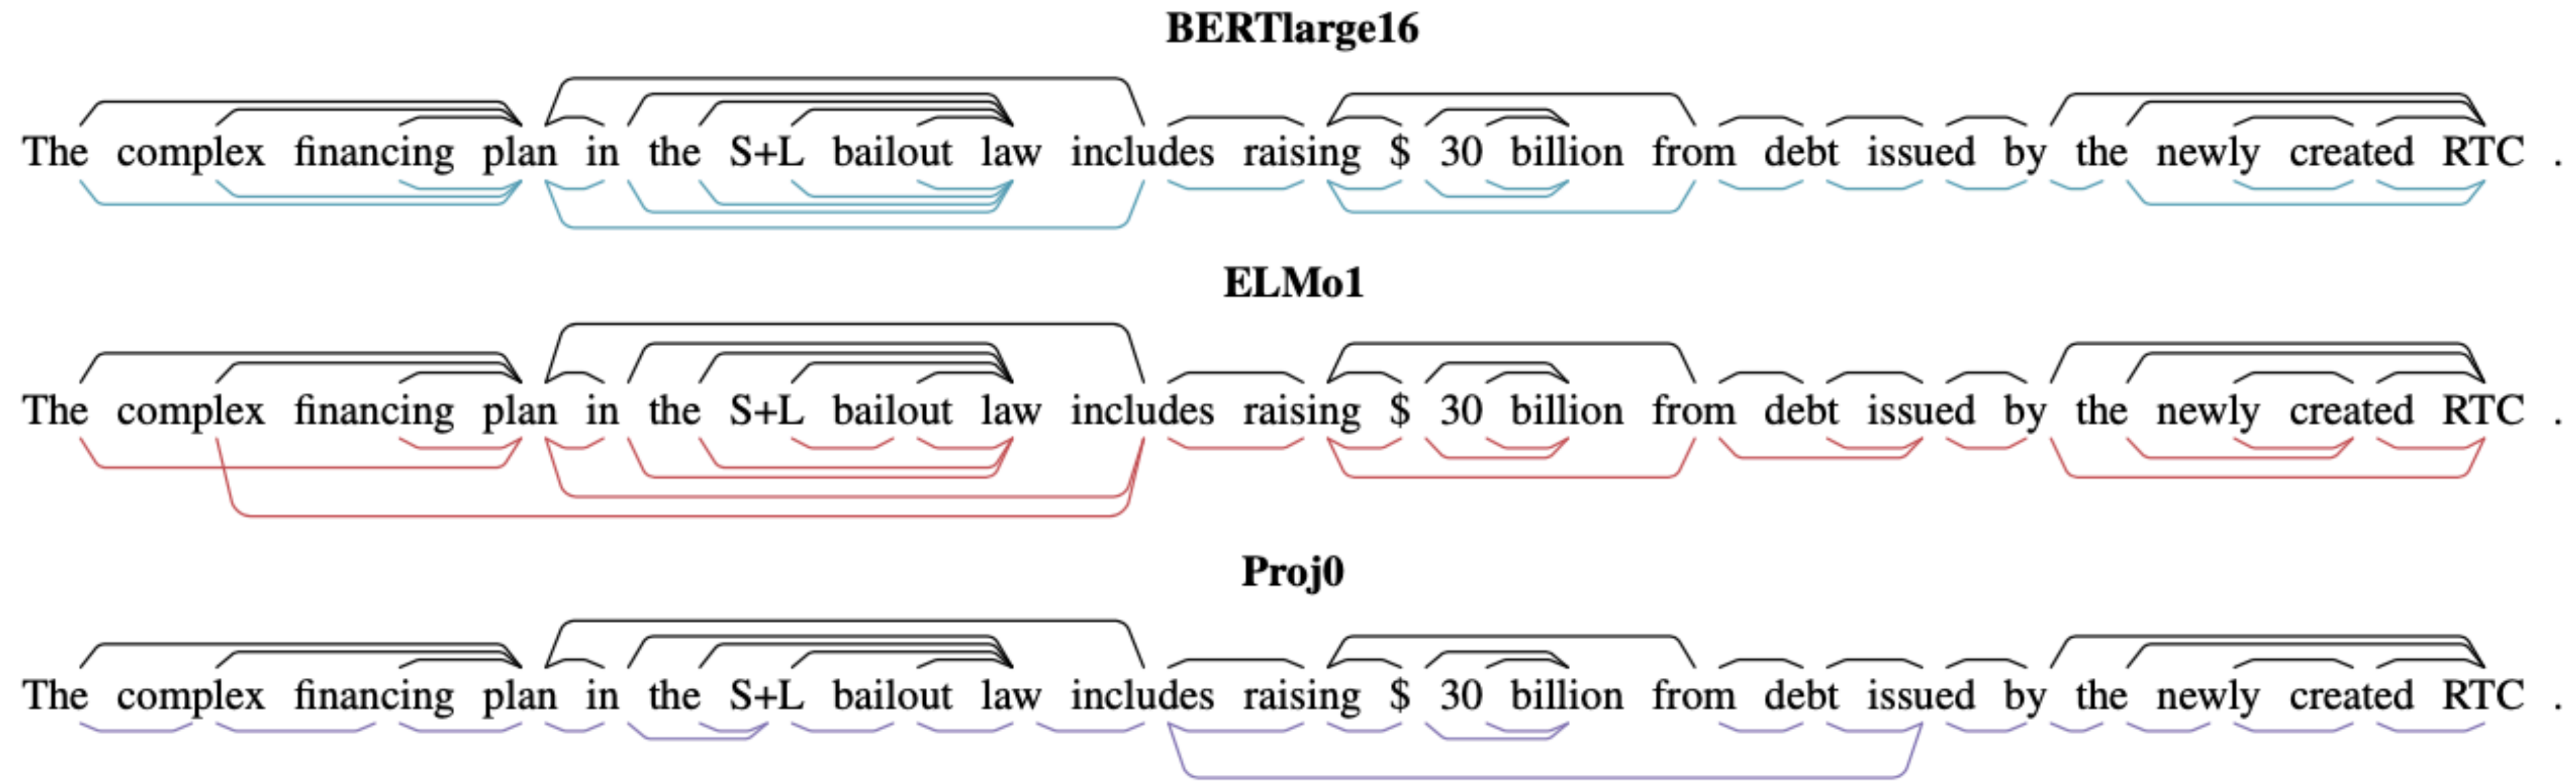 BERTlarge16
The complex financing plan in the S+L bailout law includes raising $ 30 billion from debt issued by the newly created RTC .
ELMo1
The complex financing plan in the S+L bailout law includes raising $ 30 billion from debt issued by the newly created RTC .
Proj0
The complex financing plan in the S+L bailout law includes raising $ 30 billion from debt issued by the newly created RTC .